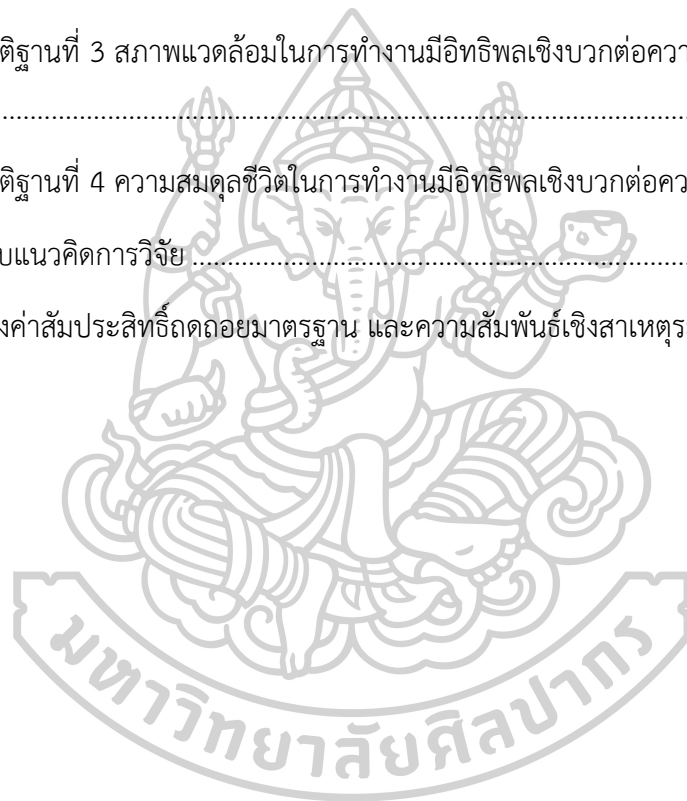 ติฐานที่ 3 สภาพแวดล้อมในการทำงานมีอิทธิพลเชิงบวกต่อควา
................................................................................
ติฐานที่ 4 ความสมดุลชีวิตในการทำงานมีอิทธิพลเชิงบวกต่อคว
บแนวคิดการวิจัย ................................................................
งค่าสัมประสิทธิ์ถดถอยมาตรฐาน และความสัมพันธ์เชิงสาเหตุร
มหาวิทยาลัยศิลปากร